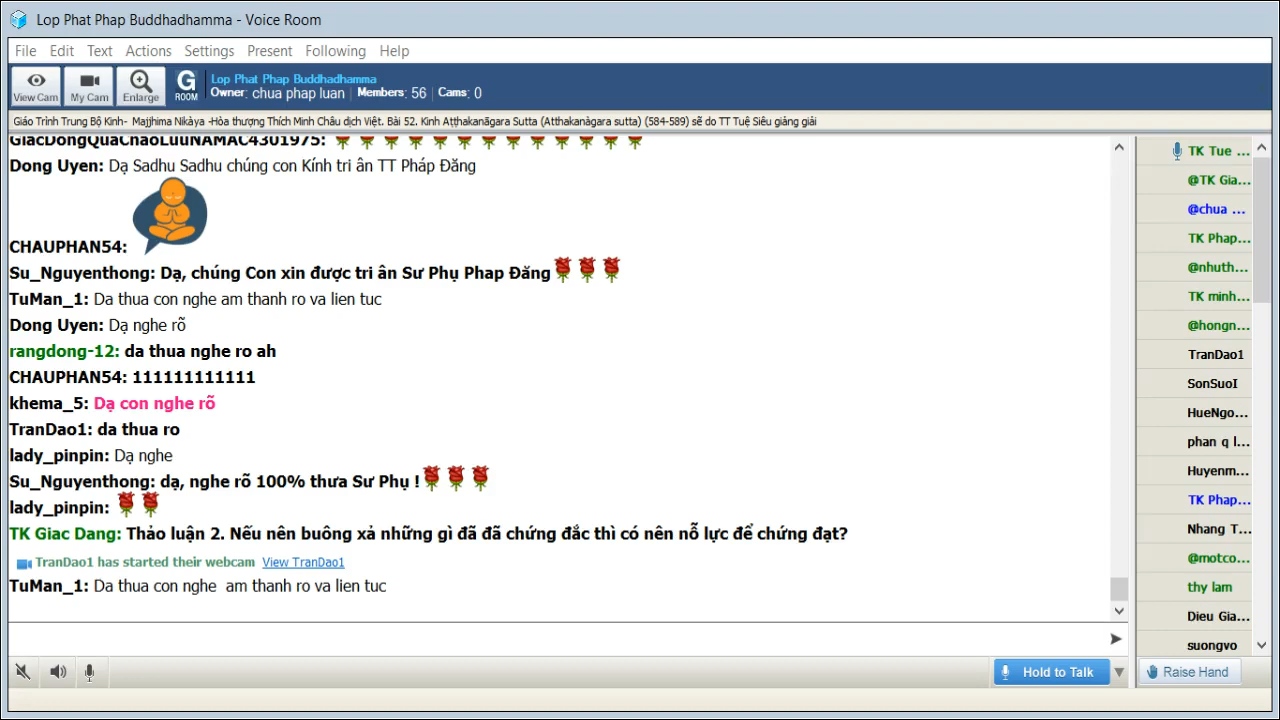 Lop Phat Phap Buddhadhamma - Voice Room
File Edit Text Actions Settings Present Following Help
View Cam My Cam Enlarge G ROOM
Lop Phat Phap Buddhadhamma
Owner: chua phap luan | Members: 56 | Cams: 0
Giáo Trình Trung Bộ Kinh- Majjhima Nikàya -Hòa thượng Thích Minh Châu dịch Việt. Bài 52. Kinh Aṭṭhakanāgara Sutta (Atthakanàgara sutta) (584-589) sẽ do TT Tuệ Siêu giảng giải
GiacDongQuaChaoLuuNAMAC4301975:
Dong Uyen: Dạ Sadhu Sadhu chúng con Kính tri ân TT Pháp Đăng
CHAUPHAN54:
Su_Nguyenthong: Dạ, chúng Con xin được tri ân Sư Phụ Phap Đăng
TuMan_1: Da thua con nghe am thanh ro va lien tuc
Dong Uyen: Dạ nghe rõ
rangdong-12: da thua nghe ro ah
CHAUPHAN54: 111111111111
khema_5: Dạ con nghe rõ
TranDao1: da thua ro
lady_pinpin: Dạ nghe
Su_Nguyenthong: dạ, nghe rõ 100% thưa Sư Phụ !
lady_pinpin:
TK Giac Dang: Thảo luận 2. Nếu nên buông xả những gì đã đã chứng đắc thì có nên nỗ lực để chứng đạt?
TranDao1 has started their webcam View TranDao1
TuMan_1: Da thua con nghe am thanh ro va lien tuc
TK Tue ...
@TK Gia...
@chua ...
TK Phap...
@nhuth...
TK minh...
@hongn...
TranDao1
SonSuoI
HueNgo...
phan q l...
Huyenm...
TK Phap...
Nhang T...
@motco...
thy lam
Dieu Gia...
suongvo
Hold to Talk
Raise Hand